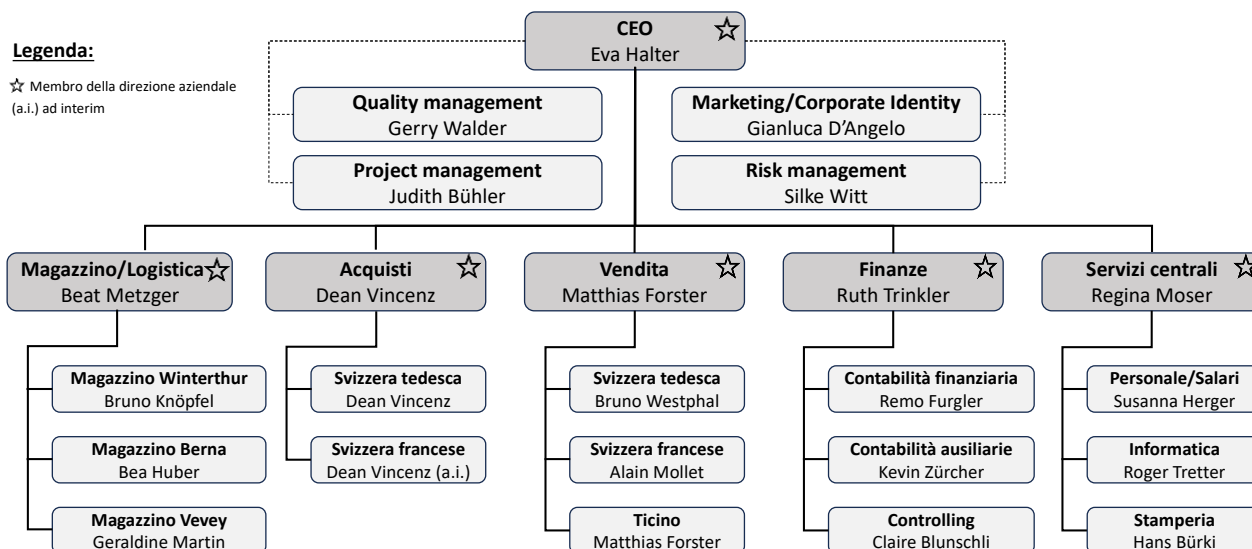 CEO
Eva Halter
Legenda:
☆ Membro della direzione aziendale
(a.i.) ad interim
Quality management
Gerry Walder
Marketing/Corporate Identity
Gianluca D’Angelo
Project management
Judith Bühler
Risk management
Silke Witt
Magazzino/Logistica
Beat Metzger
Acquisti
Dean Vincenz
Vendita
Matthias Forster
Finanze
Ruth Trinkler
Servizi centrali
Regina Moser
Magazzino Winterthur
Bruno Knöpfel
Svizzera tedesca
Dean Vincenz
Svizzera tedesca
Bruno Westphal
Contabilità finanziaria
Remo Furgler
Personale/Salari
Susanna Herger
Magazzino Berna
Bea Huber
Svizzera francese
Dean Vincenz (a.i.)
Svizzera francese
Alain Mollet
Contabilità ausiliarie
Kevin Zürcher
Informatica
Roger Tretter
Magazzino Vevey
Geraldine Martin
Ticino
Matthias Forster
Controlling
Claire Blunschli
Stamperia
Hans Bürki